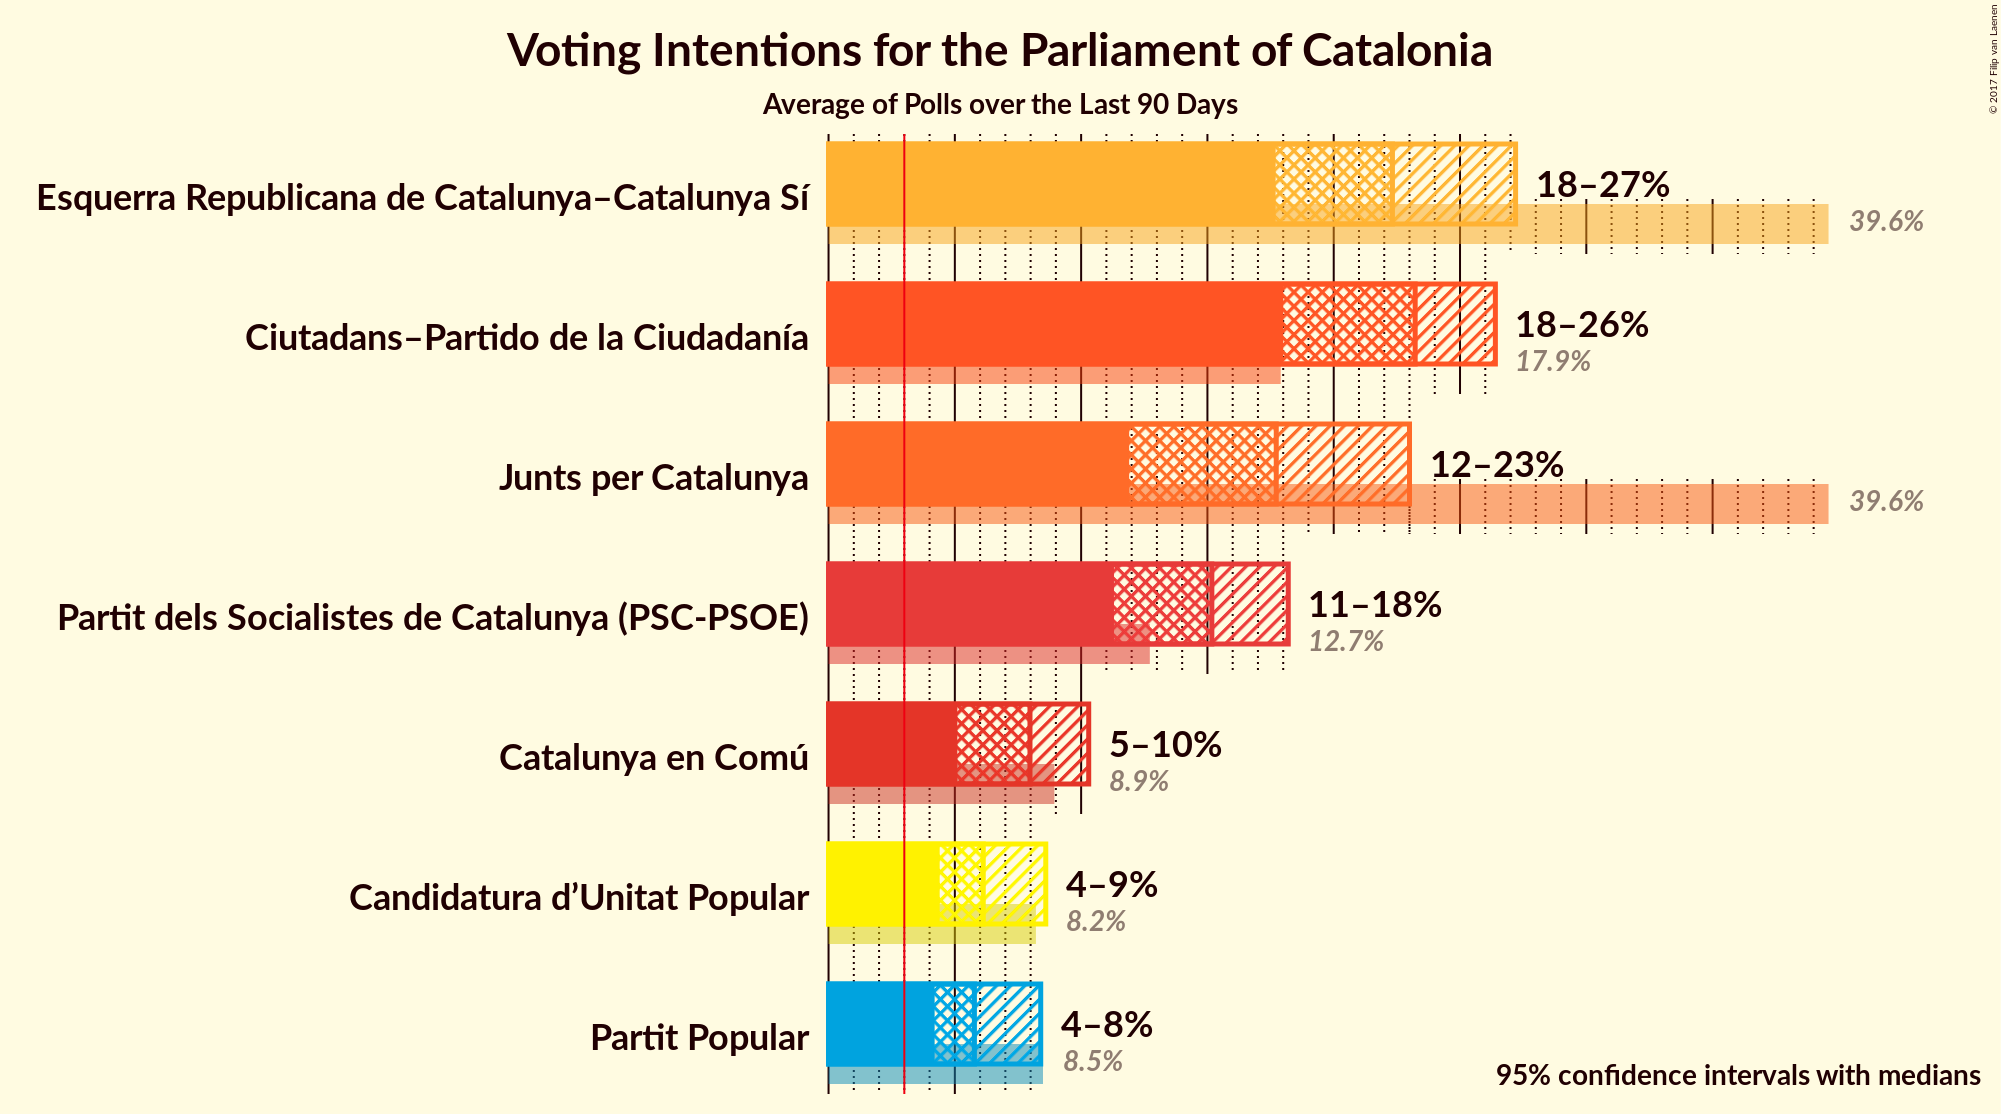 Voting Intentions for the Parliament of Catalonia
Average of Polls over the Last 90 Days
© 2017 Filip van Laenen
Esquerra Republicana de Catalunya–Catalunya Sí
18–27%
39.6%
Ciutadans–Partido de la Ciudadanía
18–26%
17.9%
Junts per Catalunya
12–23%
39.6%
Partit dels Socialistes de Catalunya (PSC-PSOE)
11–18%
12.7%
Catalunya en Comú
5–10%
8.9%
Candidatura d’Unitat Popular
4–9%
8.2%
Partit Popular
4–8%
8.5%
95% confidence intervals with medians